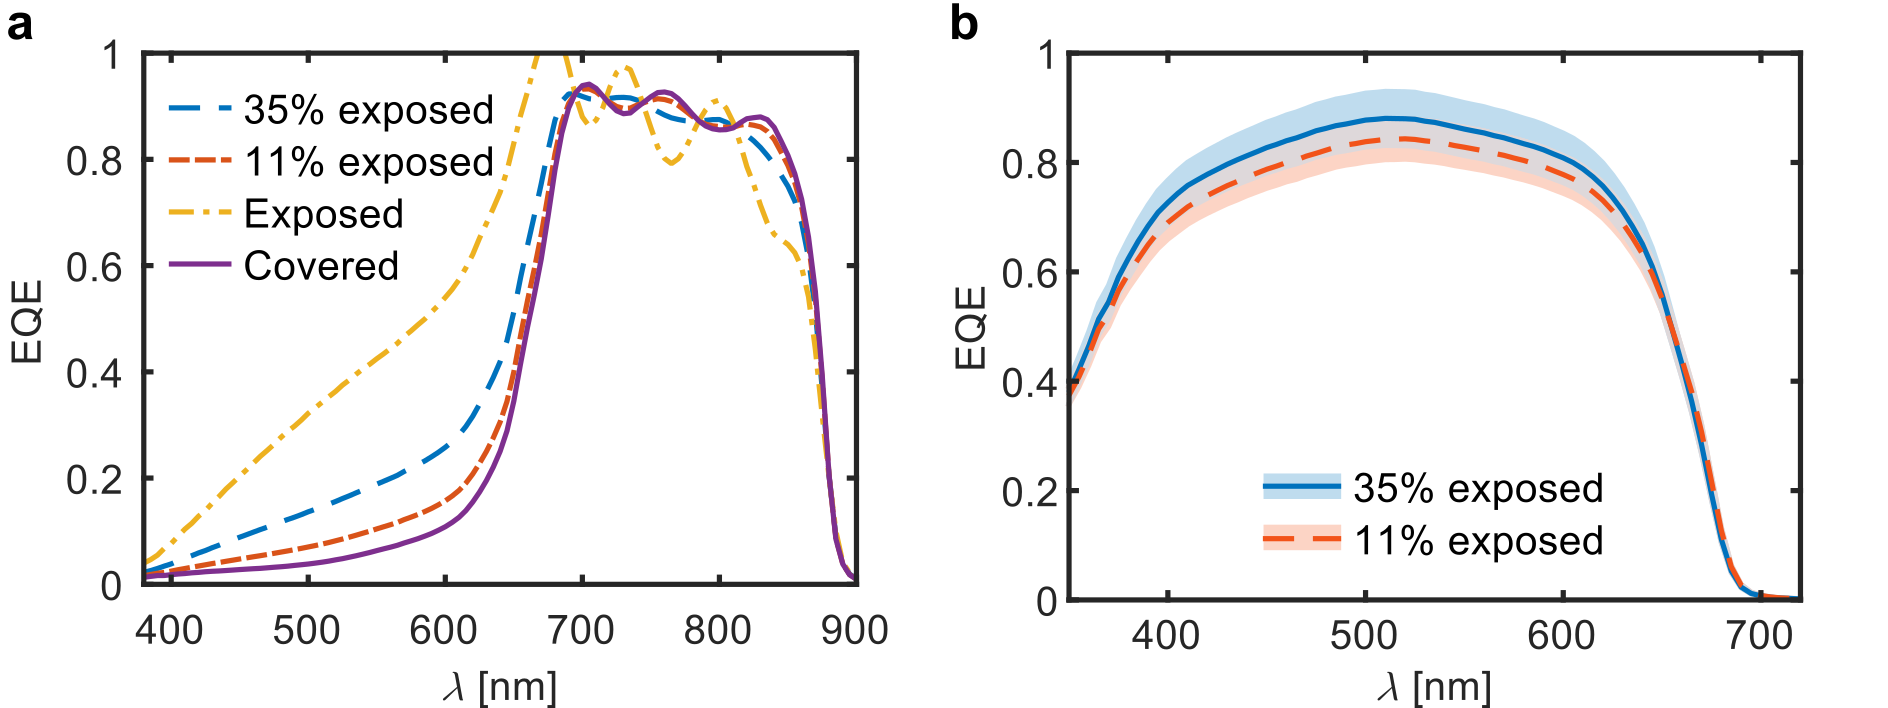 a
EQE
1
0.8
0.6
0.4
0.2
0
35% exposed
11% exposed
Exposed
Covered
400 500 600 700 800 900
λ [nm]
b
EQE
1
0.8
0.6
0.4
0.2
0
35% exposed
11% exposed
400 500 600 700
λ [nm]